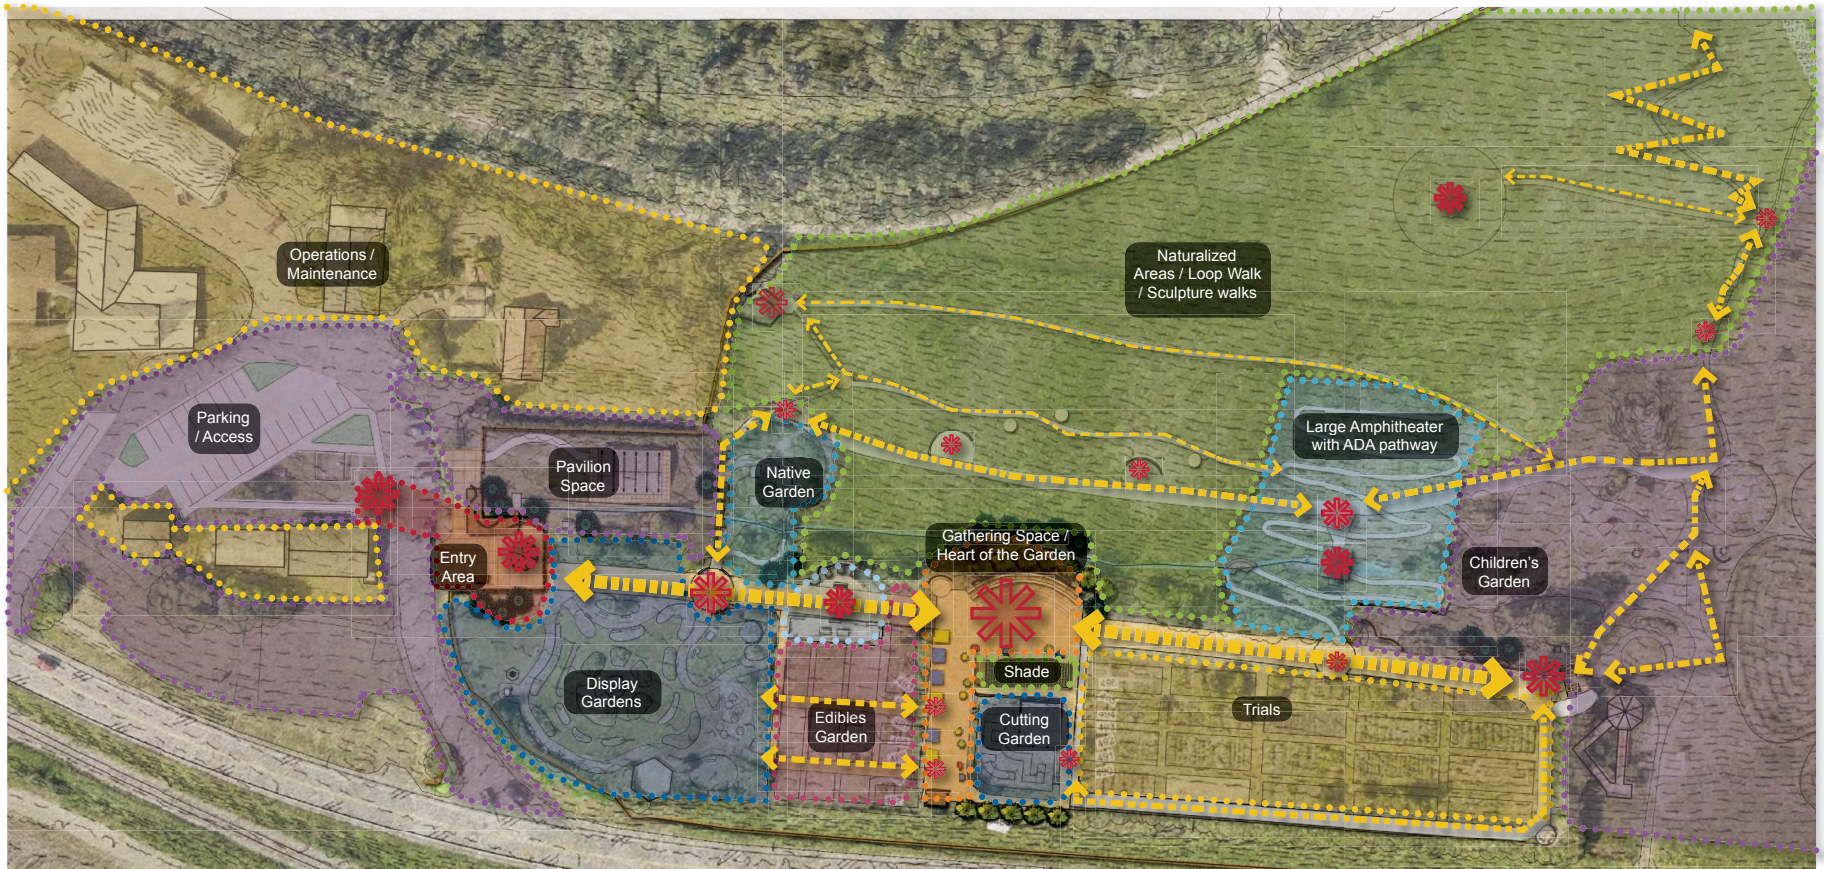 Operations /
Maintenance
Naturalized
Areas / Loop Walk
/ Sculpture walks
Parking
/ Access
Large Amphitheater
with ADA pathway
Pavilion
Space
Native
Garden
Gathering Space /
Heart of the Garden
Entry
Area
Children's
Garden
Shade
Display
Gardens
Edibles
Garden
Cutting
Garden
Trials